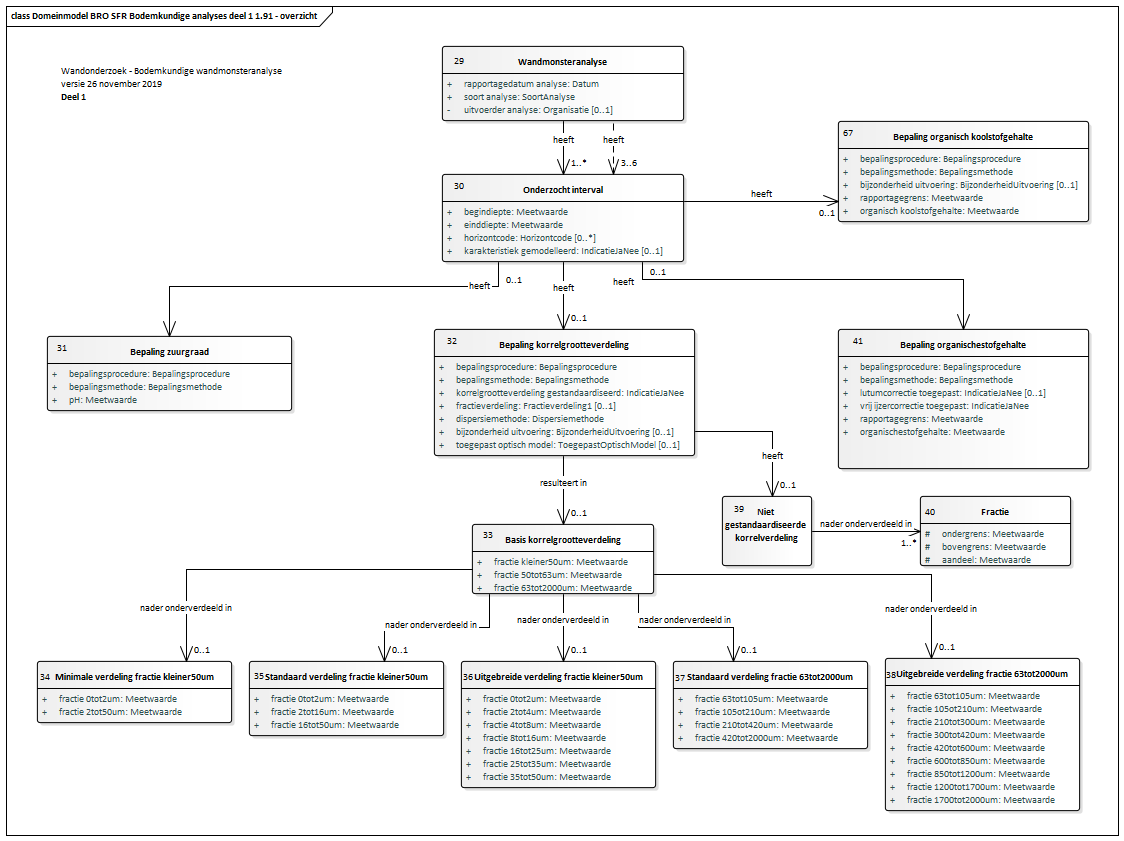 class Domeinmodel BRO SFR Bodemkundige analyses deel 1 1.91 - overzicht
Wandonderzoek - Bodemkundige wandmonsteranalyse
versie 26 november 2019
Deel 1
29 Wandmonsteranalyse
+ rapportagedatum analyse: Datum
+ soort analyse: SoortAnalyse
- uitvoerder analyse: Organisatie [0..1]
heeft
1..*
heeft
3..6
30 Onderzocht interval
+ begindiepte: Meetwaarde
+ einddiepte: Meetwaarde
+ horizontcode: Horizontcode [0..*]
+ karakteristiek gemodelleerd: IndicatieJaNee [0..1]
heeft
0..1
67 Bepaling organisch koolstofgehalte
+ bepalingsprocedure: Bepalingsprocedure
+ bepalingsmethode: Bepalingsmethode
+ bijzonderheid uitvoering: BijzonderheidUitvoering [0..1]
+ rapportagegrens: Meetwaarde
+ organisch koolstofgehalte: Meetwaarde
heeft
0..1
heeft
0..1
heeft
0..1
31 Bepaling zuurgraad
+ bepalingsprocedure: Bepalingsprocedure
+ bepalingsmethode: Bepalingsmethode
+ pH: Meetwaarde
32 Bepaling korrelgrootteverdeling
+ bepalingsprocedure: Bepalingsprocedure
+ bepalingsmethode: Bepalingsmethode
+ korrelgrootteverdeling gestandaardiseerd: IndicatieJaNee
+ fractieverdeling: Fractieverdeling1 [0..1]
+ dispersiemethode: Dispersiemethode
+ bijzonderheid uitvoering: BijzonderheidUitvoering [0..1]
+ toegepast optisch model: ToegepastOptischModel [0..1]
41 Bepaling organischestofgehalte
+ bepalingsprocedure: Bepalingsprocedure
+ bepalingsmethode: Bepalingsmethode
+ lutumcorrectie toegepast: IndicatieJaNee [0..1]
+ vrij ijzercorrectie toegepast: IndicatieJaNee
+ rapportagegrens: Meetwaarde
+ organischestofgehalte: Meetwaarde
heeft
0..1
resulteert in
0..1
39 Niet
gestandaardiseerde
korrelverdeling
nader onderverdeeld in
1..*
40 Fractie
# ondergrens: Meetwaarde
# bovengrens: Meetwaarde
# aandeel: Meetwaarde
33 Basis korrelgrootteverdeling
+ fractie kleiner50um: Meetwaarde
+ fractie 50tot63um: Meetwaarde
+ fractie 63tot2000um: Meetwaarde
nader onderverdeeld in
0..1
nader onderverdeeld in
0..1
nader onderverdeeld in
0..1
nader onderverdeeld in
0..1
nader onderverdeeld in
0..1
34 Minimale verdeling fractie kleiner50um
+ fractie 0tot2um: Meetwaarde
+ fractie 2tot50um: Meetwaarde
35 Standaard verdeling fractie kleiner50um
+ fractie 0tot2um: Meetwaarde
+ fractie 2tot16um: Meetwaarde
+ fractie 16tot50um: Meetwaarde
36 Uitgebreide verdeling fractie kleiner50um
+ fractie 0tot2um: Meetwaarde
+ fractie 2tot4um: Meetwaarde
+ fractie 4tot8um: Meetwaarde
+ fractie 8tot16um: Meetwaarde
+ fractie 16tot25um: Meetwaarde
+ fractie 25tot35um: Meetwaarde
+ fractie 35tot50um: Meetwaarde
37 Standaard verdeling fractie 63tot2000um
+ fractie 63tot105um: Meetwaarde
+ fractie 105tot210um: Meetwaarde
+ fractie 210tot420um: Meetwaarde
+ fractie 420tot2000um: Meetwaarde
38 Uitgebreide verdeling fractie 63tot2000um
+ fractie 63tot105um: Meetwaarde
+ fractie 105tot210um: Meetwaarde
+ fractie 210tot300um: Meetwaarde
+ fractie 300tot420um: Meetwaarde
+ fractie 420tot600um: Meetwaarde
+ fractie 600tot850um: Meetwaarde
+ fractie 850tot1200um: Meetwaarde
+ fractie 1200tot1700um: Meetwaarde
+ fractie 1700tot2000um: Meetwaarde